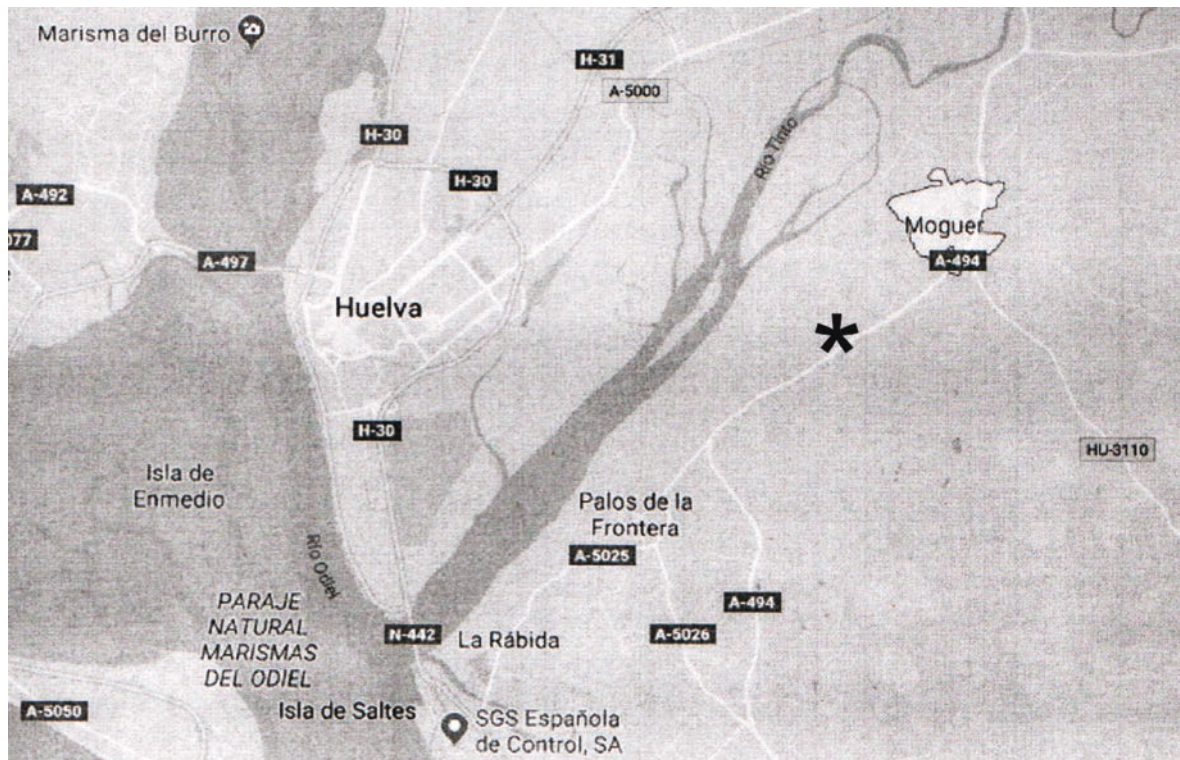 Marisma del Burro
H-31
A-5000
H-30
Río Tinto
H-30
A-492
Moguer
077
A-497
A-494
Huelva
H-30
HU-3110
Isla de
Enmedio
Palos de la
Frontera
Río Odiel
A-5025
PARAJE
NATURAL
MARISMAS
DEL ODIEL
A-494
N-442
La Rábida
A-5026
A-5050
Isla de Saltes
SGS Española
de Control, SA